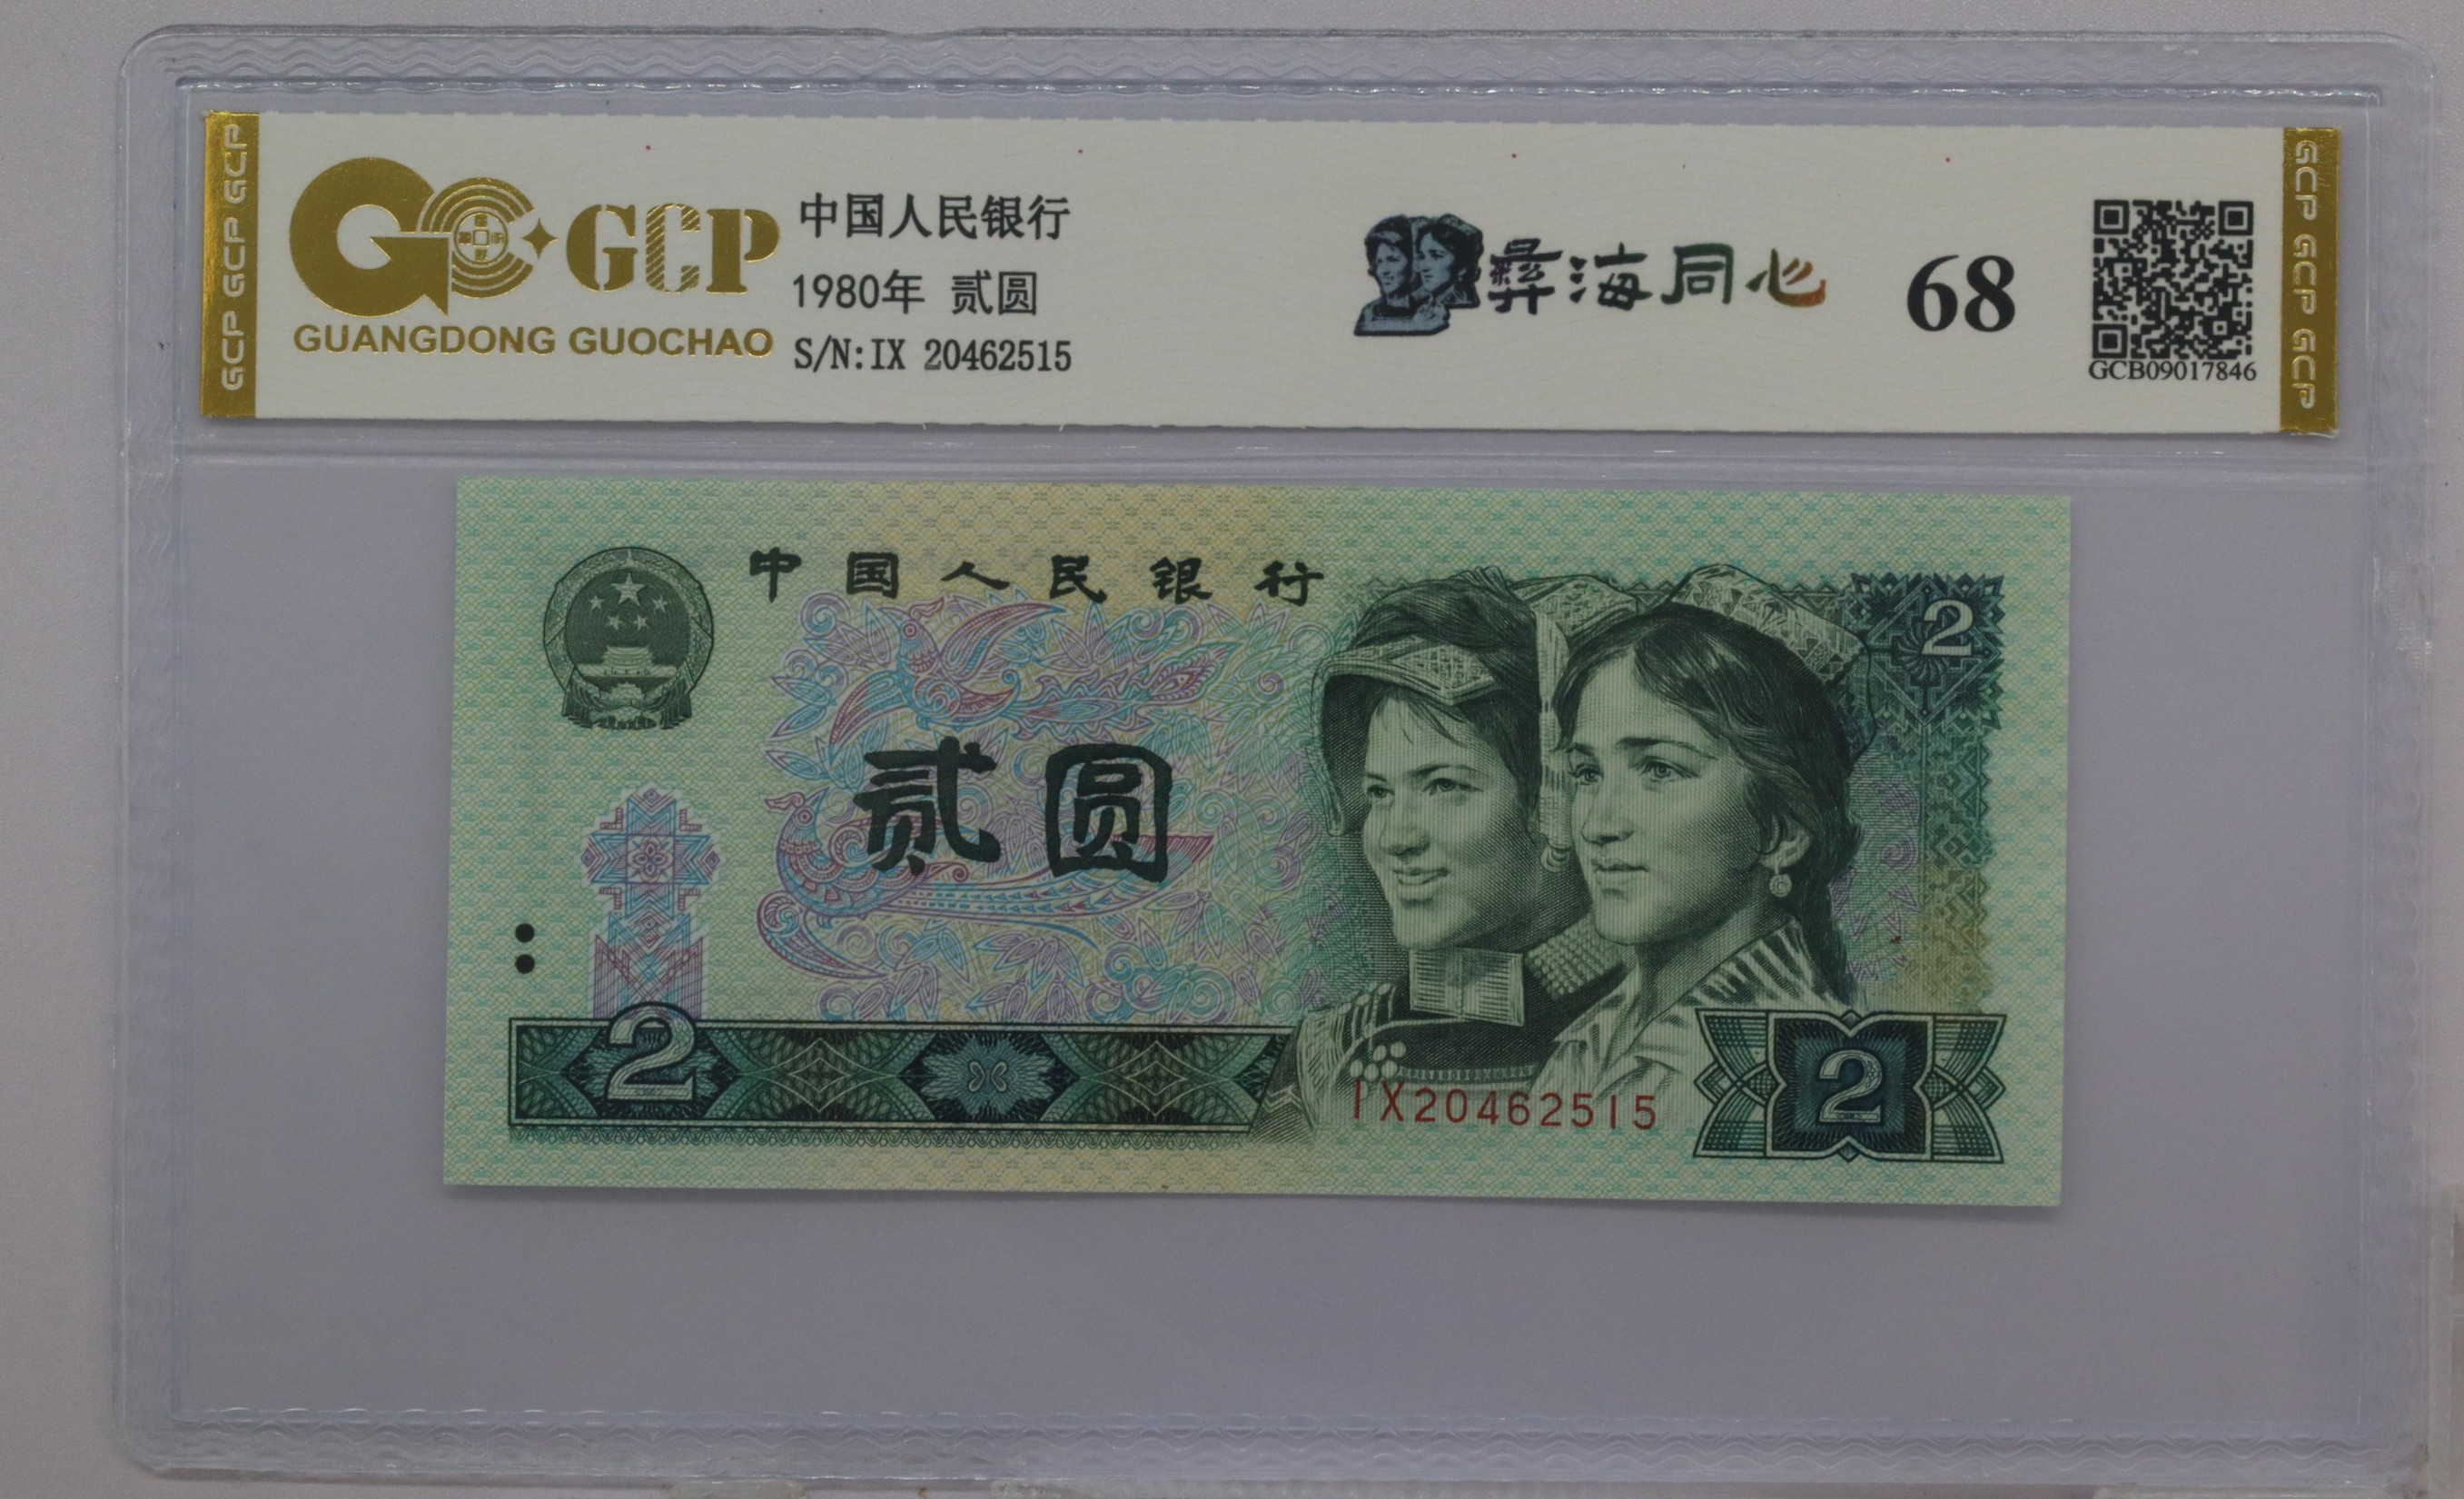 GCP GCP GCP
GCP
GUANGDONG GUOCHAO
中国人民银行
1980年 贰圆
S/N:IX 20462515
彝海同心
68
GCB09017846
GCP GCP GCP
中国人民银行
2
贰圆
2
IX20462515
2